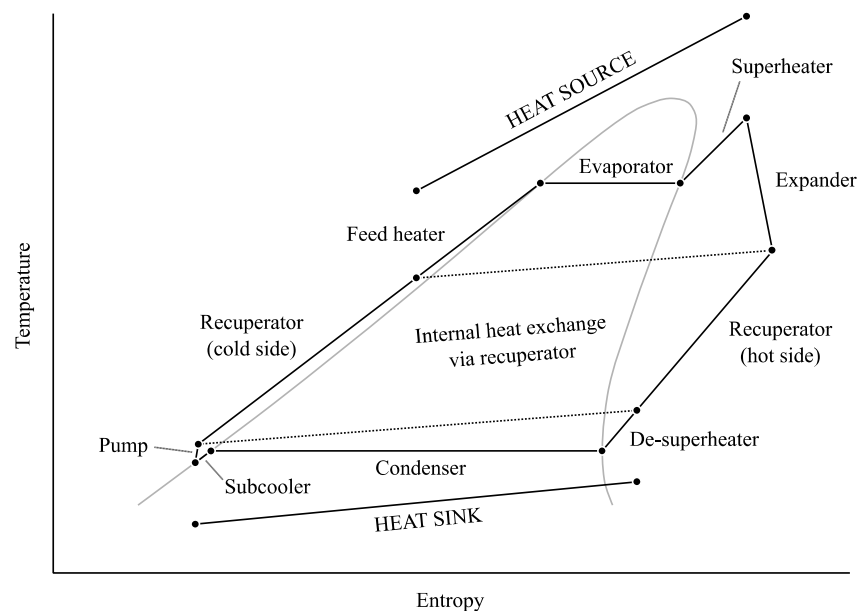 HEAT SOURCE
Superheater
Evaporator
Expander
Feed heater
Temperature
Recuperator
(cold side)
Internal heat exchange
via recuperator
Recuperator
(hot side)
Pump
De-superheater
Condenser
Subcooler
HEAT SINK
Entropy